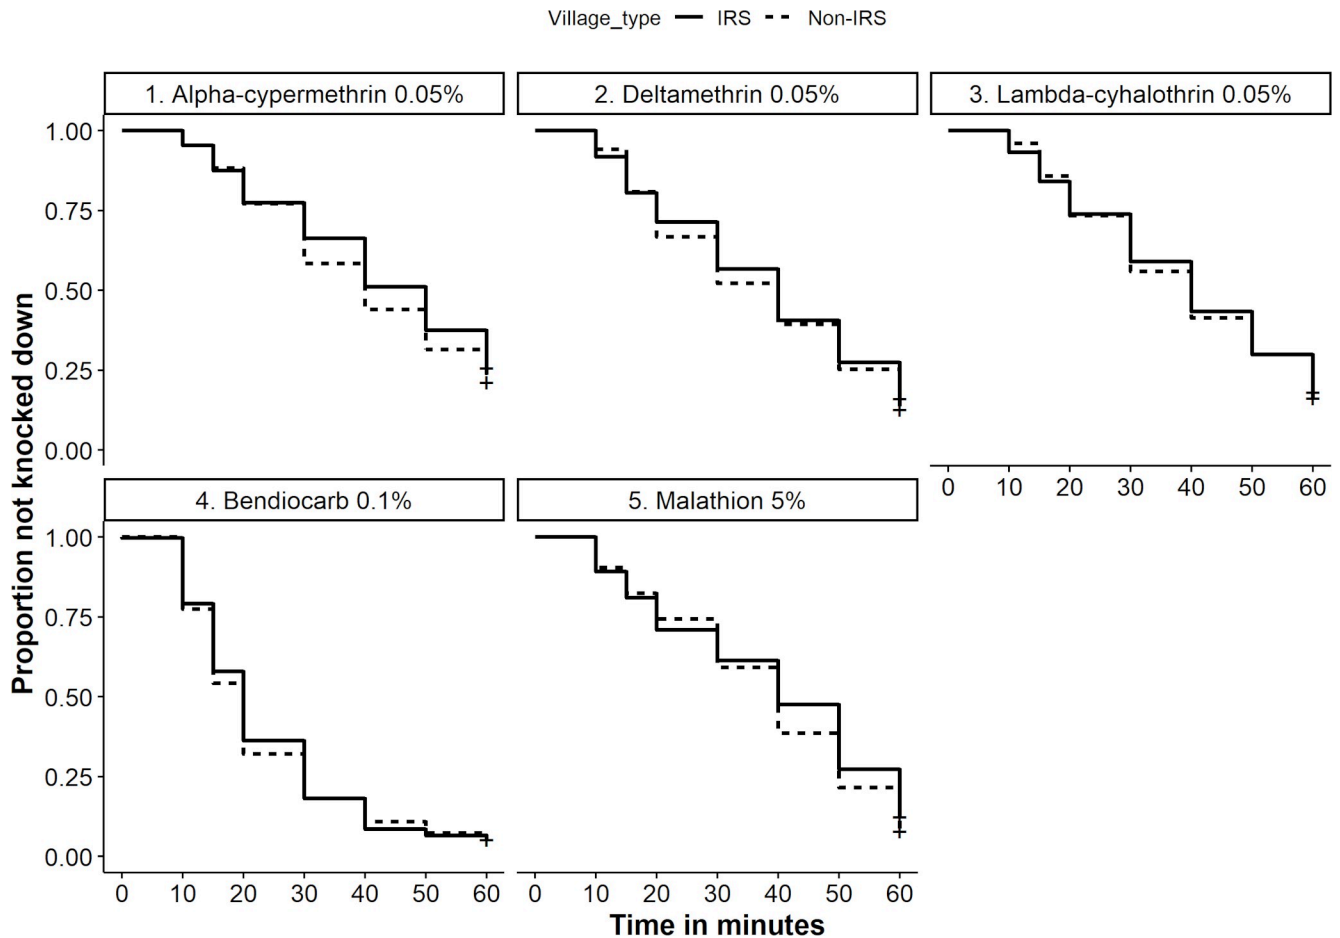 Village_type IRS Non-IRS
1. Alpha-cypermethrin 0.05%
2. Deltamethrin 0.05%
3. Lambda-cyhalothrin 0.05%
Proportion not knocked down
1.00
0.75
0.50
0.25
0.00
0 10 20 30 40 50 60
4. Bendiocarb 0.1%
5. Malathion 5%
1.00
0.75
0.50
0.25
0.00
0 10 20 30 40 50 60
0 10 20 30 40 50 60
Time in minutes